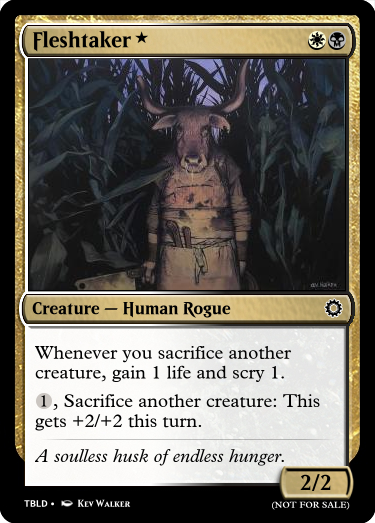 Fleshtaker ★
Creature — Human Rogue
Whenever you sacrifice another
creature, gain 1 life and scry 1.
1, Sacrifice another creature: This
gets +2/+2 this turn.
A soulless husk of endless hunger.
2/2
TBLD • Kev Walker
(NOT FOR SALE)